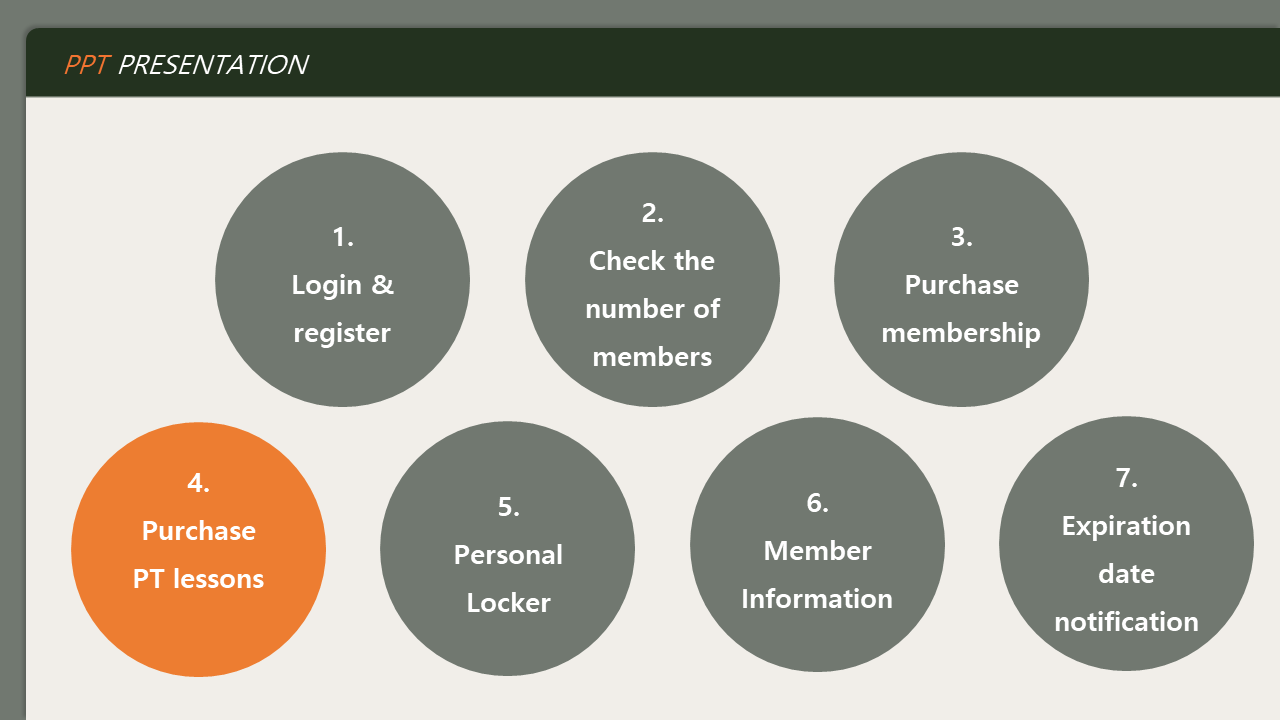 PPT PRESENTATION
1.
Login &
register
2.
Check the
number of
members
3.
Purchase
membership
4.
Purchase
PT lessons
5.
Personal
Locker
6.
Member
Information
7.
Expiration
date
notification